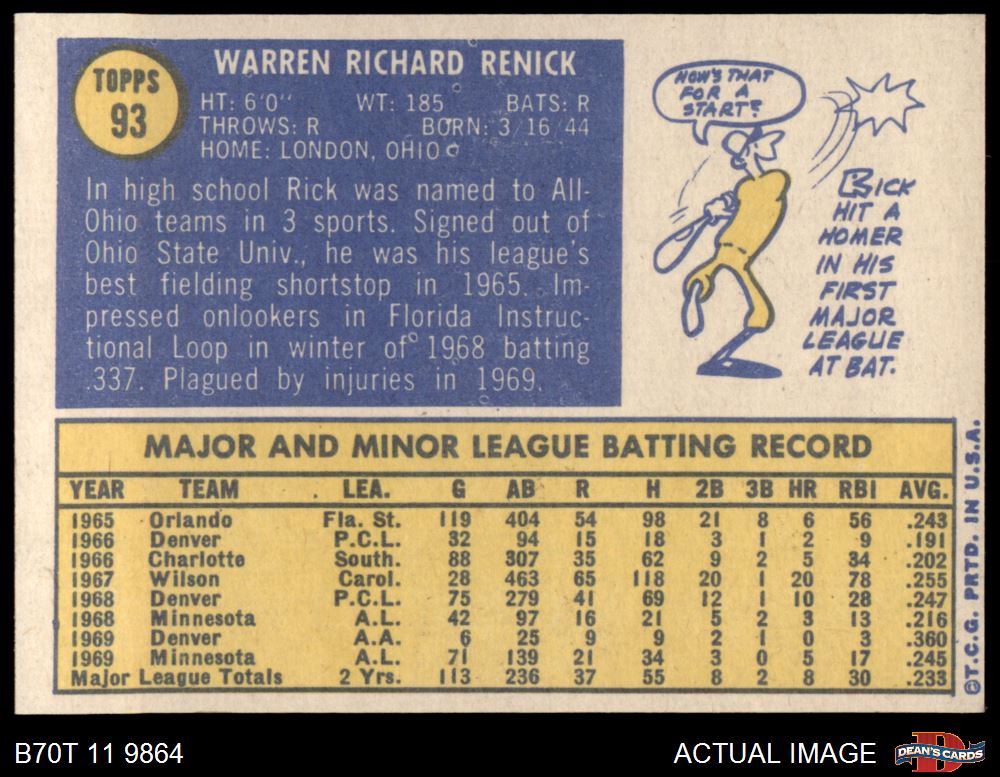 TOPPS
93
WARREN RICHARD RENICK
HT: 6'0" WT: 185 BATS: R
THROWS: R BORN: 3/16/44
HOME: LONDON, OHIO
In high school Rick was named to All-
Ohio teams in 3 sports. Signed out of
Ohio State Univ., he was his league's
best fielding shortstop in 1965. Im-
pressed onlookers in Florida Instruc-
tional Loop in winter of 1968 batting
.337. Plagued by injuries in 1969.
HOW'S THAT
FOR A
START?
RICK
HIT A
HOMER
IN HIS
FIRST
MAJOR
LEAGUE
AT BAT.
MAJOR AND MINOR LEAGUE BATTING RECORD
YEAR TEAM LEA. G AB R H 2B 3B HR RBI AVG.
1965 Orlando Fla. St. 119 404 54 98 21 8 6 56 .243
1966 Denver P.C.L. 32 94 15 18 3 1 2 9 .191
1966 Charlotte South. 88 307 35 62 9 2 5 34 .202
1967 Wilson Carol. 28 463 65 118 20 1 20 78 .255
1968 Denver P.C.L. 75 279 41 69 12 1 10 28 .247
1968 Minnesota A.L. 42 97 16 21 5 2 3 13 .216
1969 Denver A.A. 6 25 9 9 2 1 0 3 .360
1969 Minnesota A.L. 71 139 21 34 3 0 5 17 .245
Major League Totals 2 Yrs. 113 236 37 55 8 2 8 30 .233
©T.C.G. PRTD. IN U.S.A.
B70T 11 9864
ACTUAL IMAGE
DEAN'S CARDS